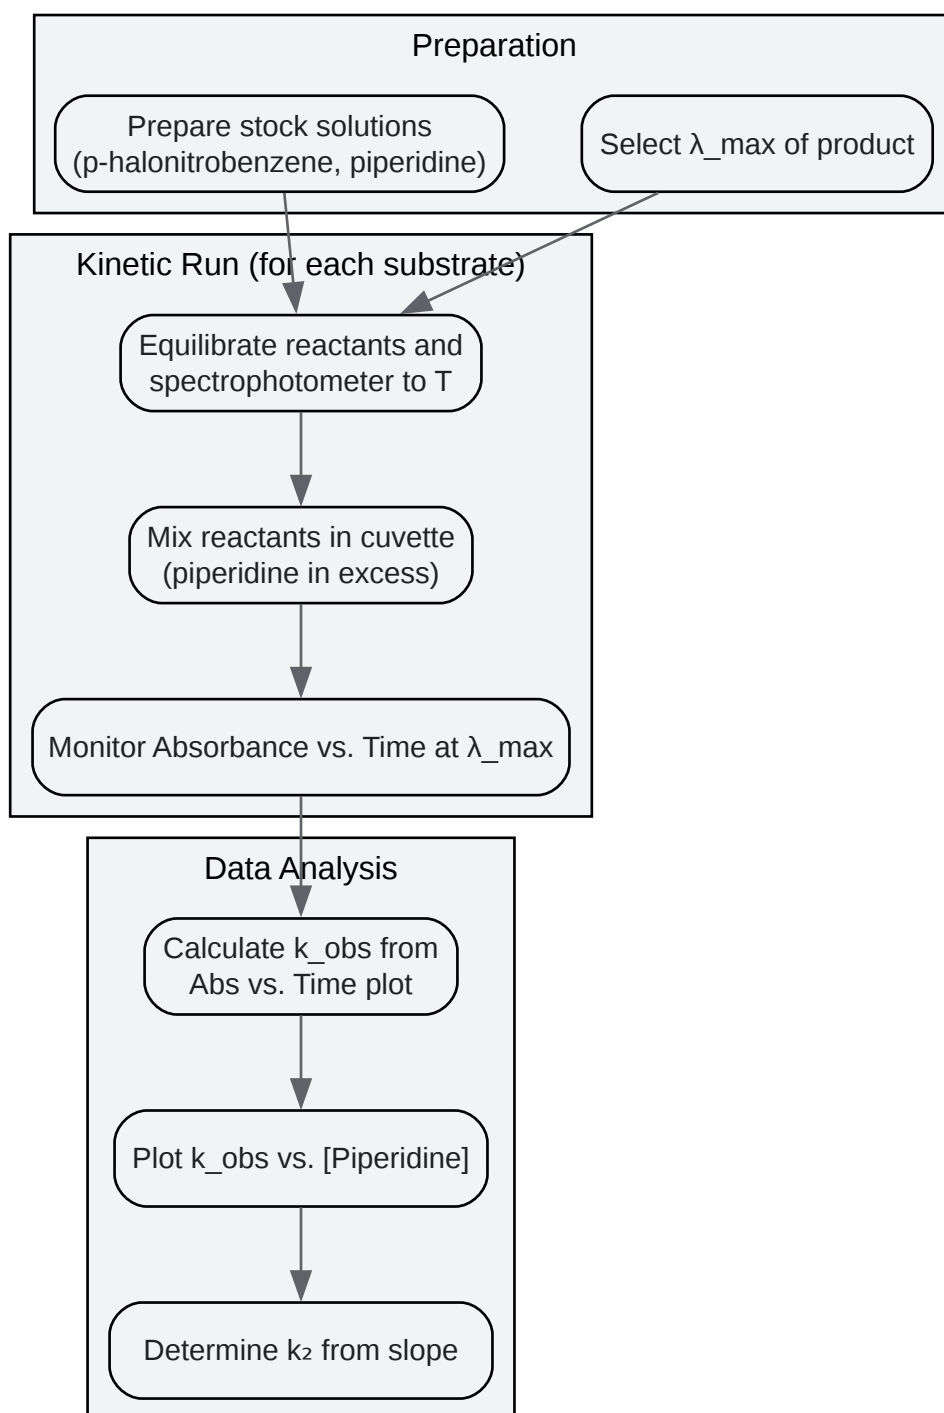 Preparation
Prepare stock solutions
(p-halonitrobenzene, piperidine)
Select λ_max of product
Kinetic Run (for each substrate)
Equilibrate reactants and
spectrophotometer to T
Mix reactants in cuvette
(piperidine in excess)
Monitor Absorbance vs. Time at λ_max
Data Analysis
Calculate k_obs from
Abs vs. Time plot
Plot k_obs vs. [Piperidine]
Determine k₂ from slope